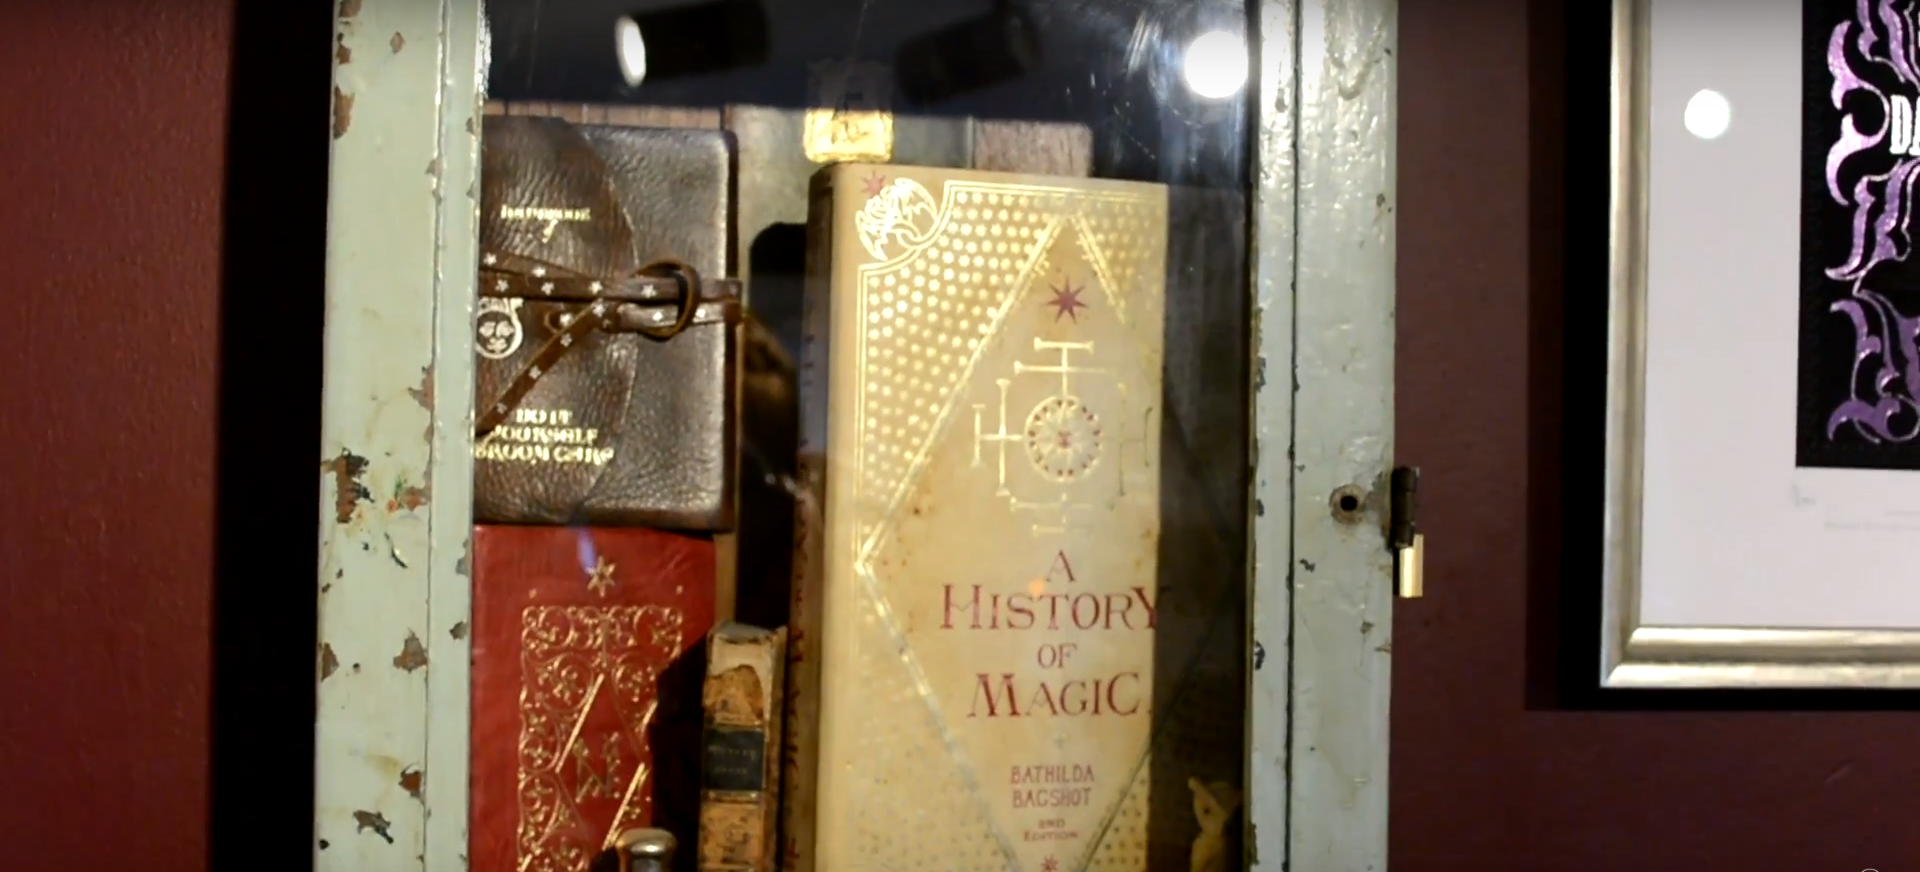 DO IT
YOURSELF
BROOM CARE
A
HISTORY
OF
MAGIC
BATHILDA
BAGSHOT
2ND
EDITION